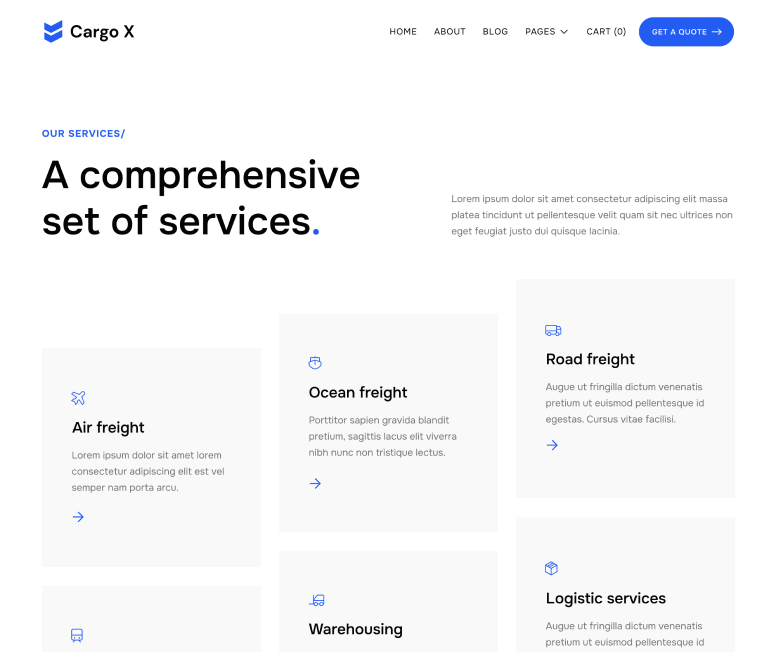 Cargo X
HOME
ABOUT
BLOG
PAGES
CART (0)
GET A QUOTE
OUR SERVICES/
A comprehensive
set of services.
Lorem ipsum dolor sit amet consectetur adipiscing elit massa
platea tincidunt ut pellentesque velit quam sit nec ultrices non
eget feugiat justo dui quisque lacinia.
Air freight
Lorem ipsum dolor sit amet lorem
consectetur adipiscing elit est vel
semper nam porta arcu.
Ocean freight
Porttitor sapien gravida blandit
pretium, sagittis lacus elit viverra
nibh nunc non tristique lectus.
Road freight
Augue ut fringilla dictum venenatis
pretium ut euismod pellentesque id
egestas. Cursus vitae facilisi.
Warehousing
Logistic services
Augue ut fringilla dictum venenatis
pretium ut euismod pellentesque id